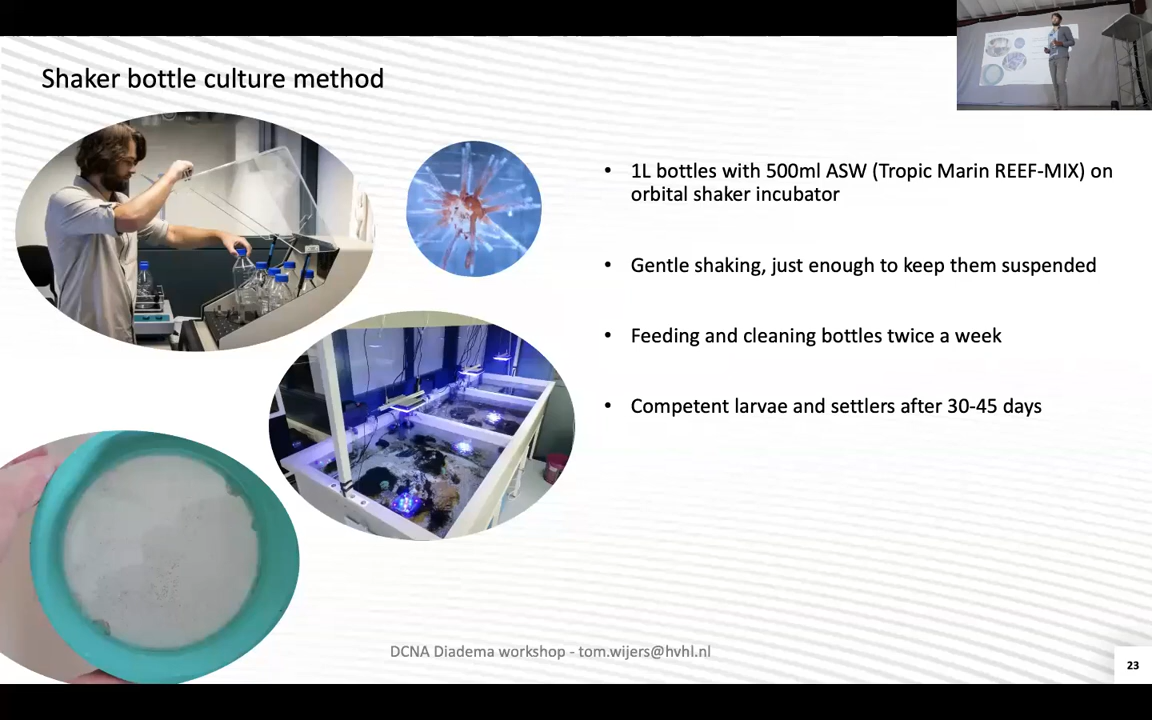 Shaker bottle culture method
• 1L bottles with 500ml ASW (Tropic Marin REEF-MIX) on
orbital shaker incubator
• Gentle shaking, just enough to keep them suspended
• Feeding and cleaning bottles twice a week
• Competent larvae and settlers after 30-45 days
DCNA Diadema workshop - tom.wijers@hvhl.nl
23